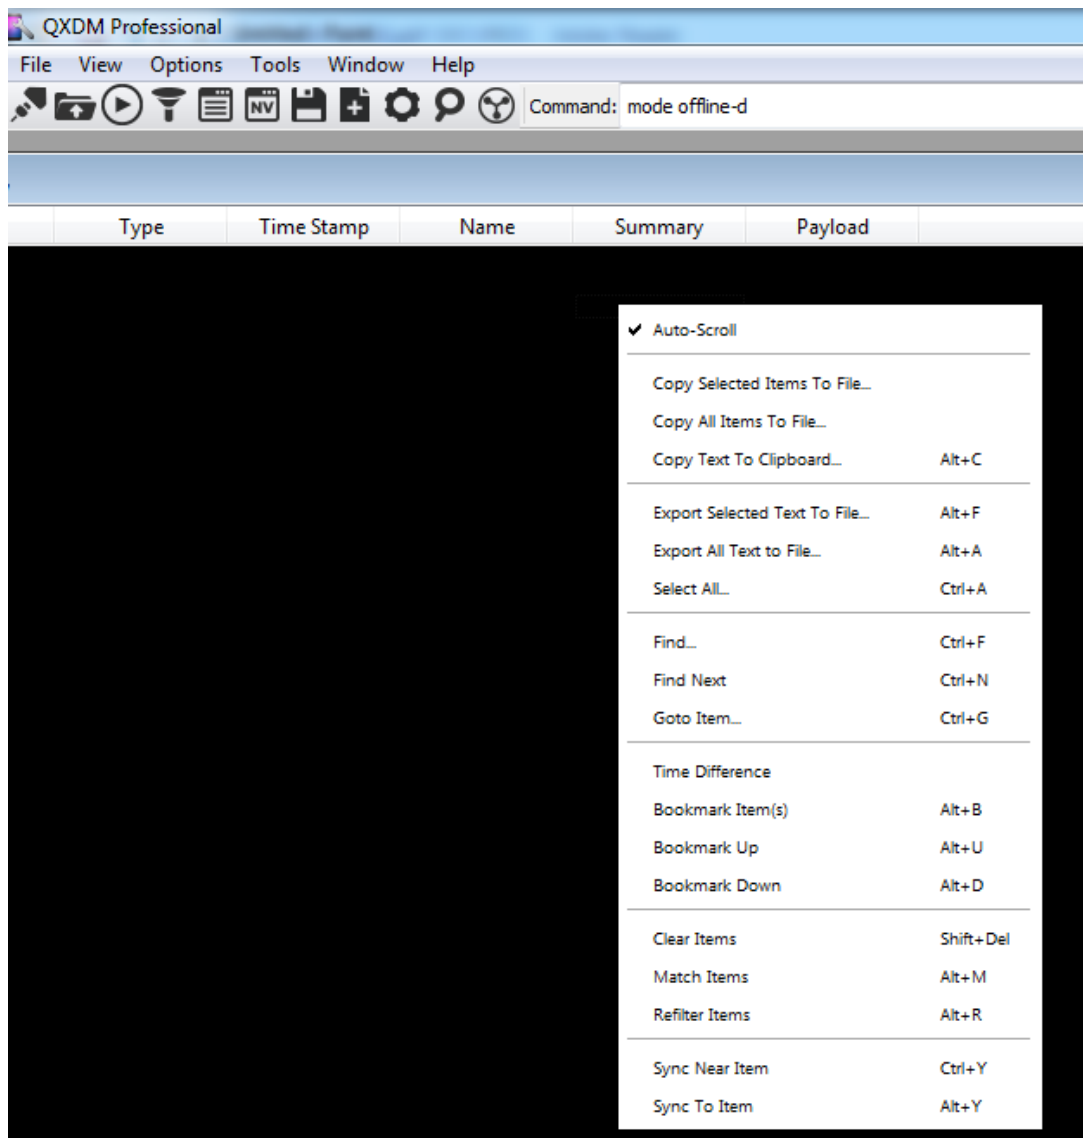 QXDM Professional
File View Options Tools Window Help
NV Command: mode offline-d
Type Time Stamp Name Summary Payload
Auto-Scroll
Copy Selected Items To File...
Copy All Items To File...
Copy Text To Clipboard... Alt+C
Export Selected Text To File... Alt+F
Export All Text to File... Alt+A
Select All... Ctrl+A
Find... Ctrl+F
Find Next Ctrl+N
Goto Item... Ctrl+G
Time Difference
Bookmark Item(s) Alt+B
Bookmark Up Alt+U
Bookmark Down Alt+D
Clear Items Shift+Del
Match Items Alt+M
Refilter Items Alt+R
Sync Near Item Ctrl+Y
Sync To Item Alt+Y